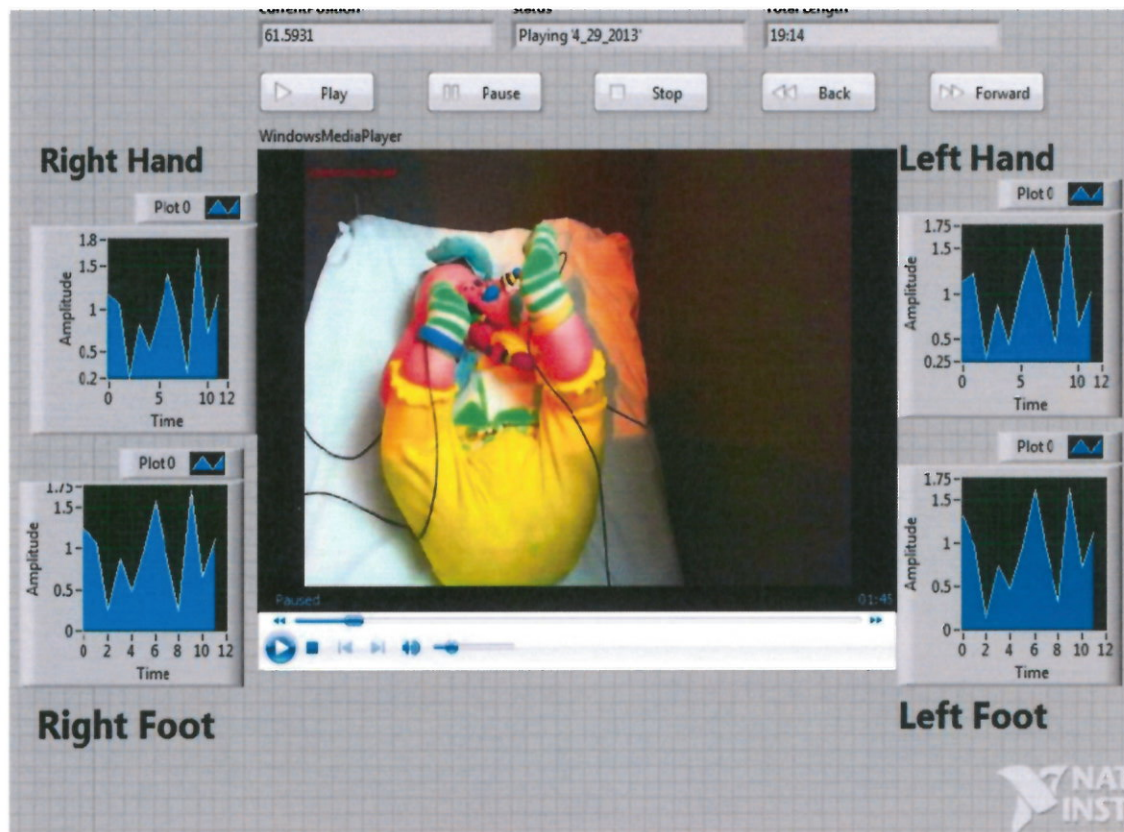 CurrentPosition
status
Total Length
61.5931
Playing '4_29_2013'
19:14
Play
Pause
Stop
Back
Forward
WindowsMediaPlayer
Right Hand
Plot 0
1.8
1.5
1
0.5
0.2
0 5 10 12
Amplitude
Time
Left Hand
Plot 0
1.75
1.5
1
0.5
0.25
0 5 10 12
Amplitude
Time
Plot 0
1.75
1.5
1
0.5
0
0 2 4 6 8 10 12
Amplitude
Time
Right Foot
Plot 0
1.75
1.5
1
0.5
0
0 2 4 6 8 10 12
Amplitude
Time
Left Foot
Paused
01:45
NAT
INST